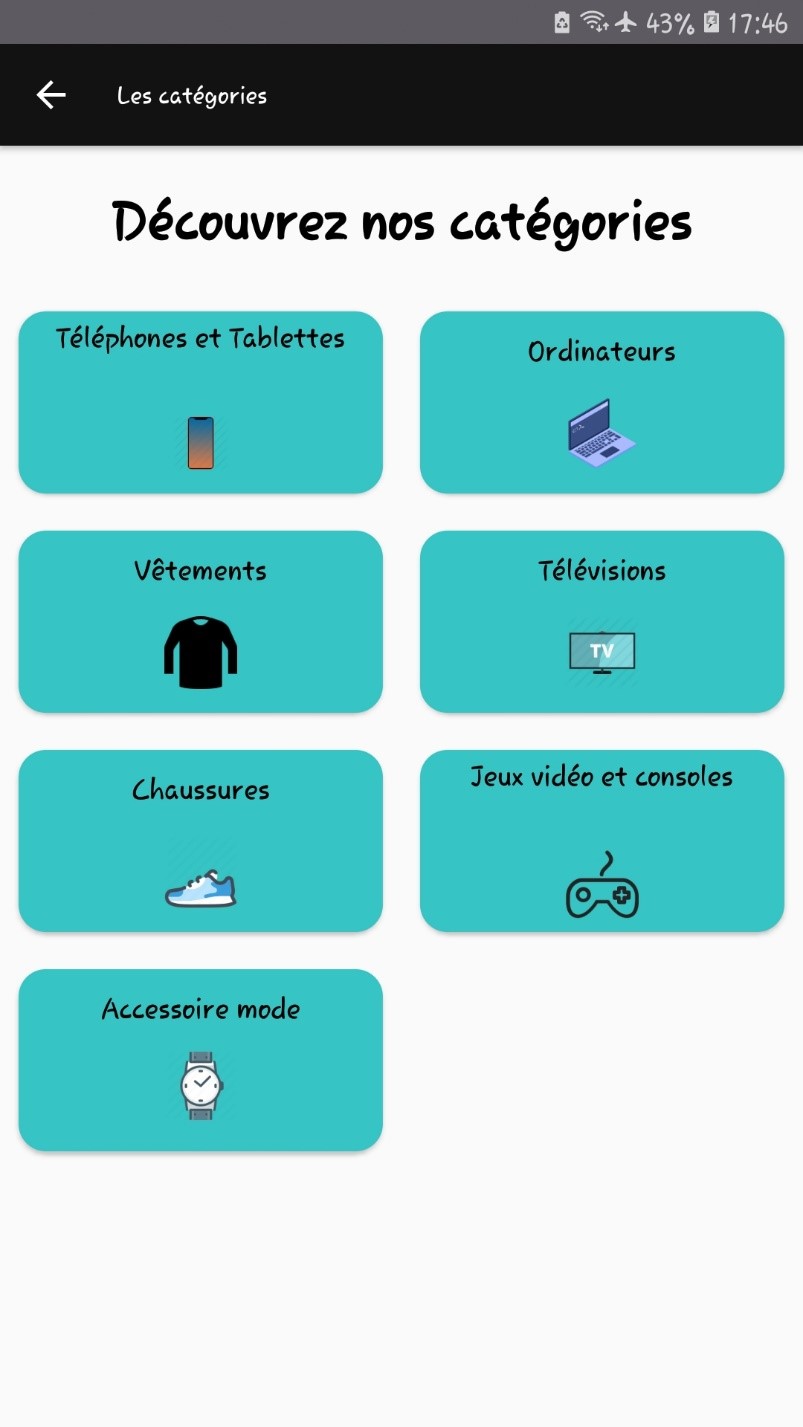 43% 17:46
Les catégories
Découvrez nos catégories
Téléphones et Tablettes
Ordinateurs
Vêtements
Télévisions
TV
Chaussures
Jeux vidéo et consoles
Accessoire mode